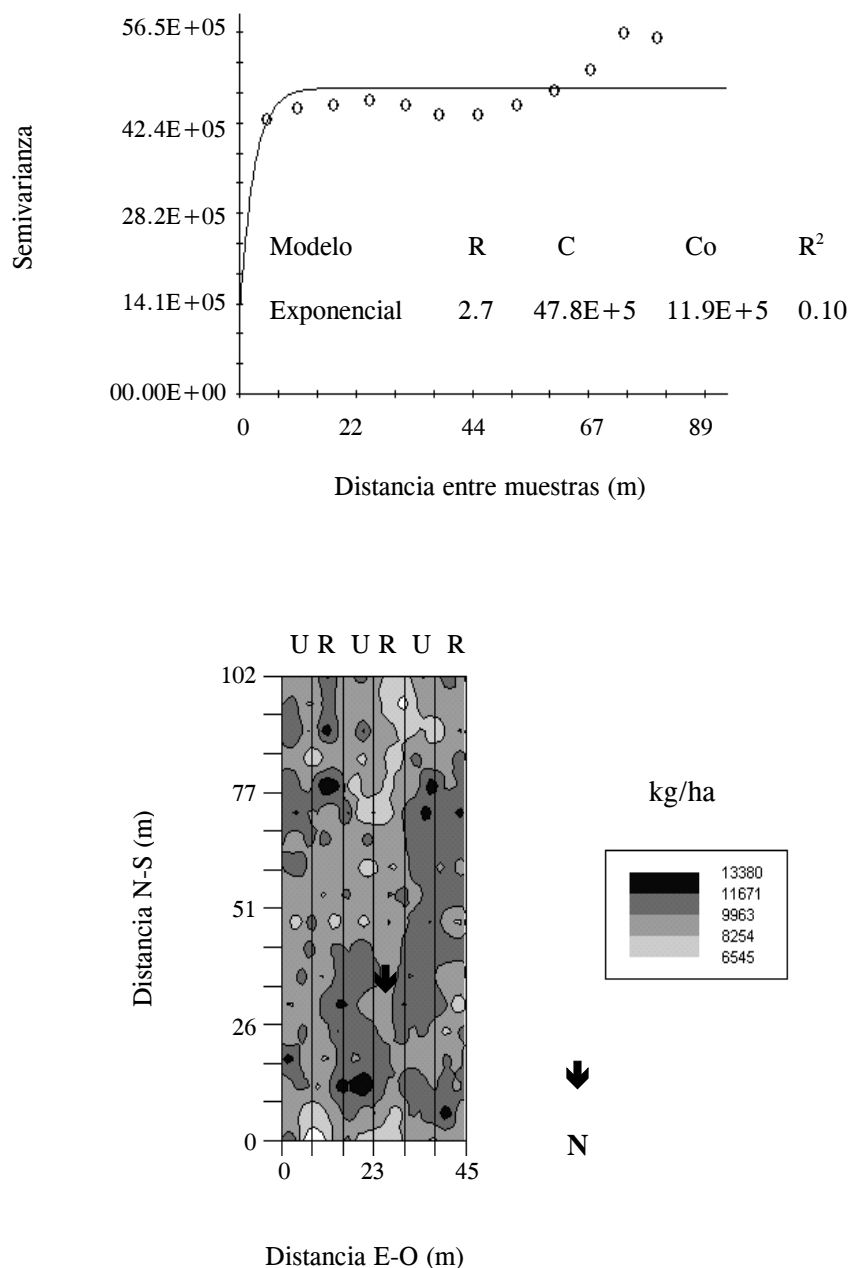 56.5E+05
42.4E+05
28.2E+05
14.1E+05
00.00E+00
Semivarianza
Modelo R C Co R²
Exponencial 2.7 47.8E+5 11.9E+5 0.10
0 22 44 67 89
Distancia entre muestras (m)
U R U R U R
102
77
51
26
0
Distancia N-S (m)
0 23 45
Distancia E-O (m)
kg/ha
13380
11671
9963
8254
6545
N